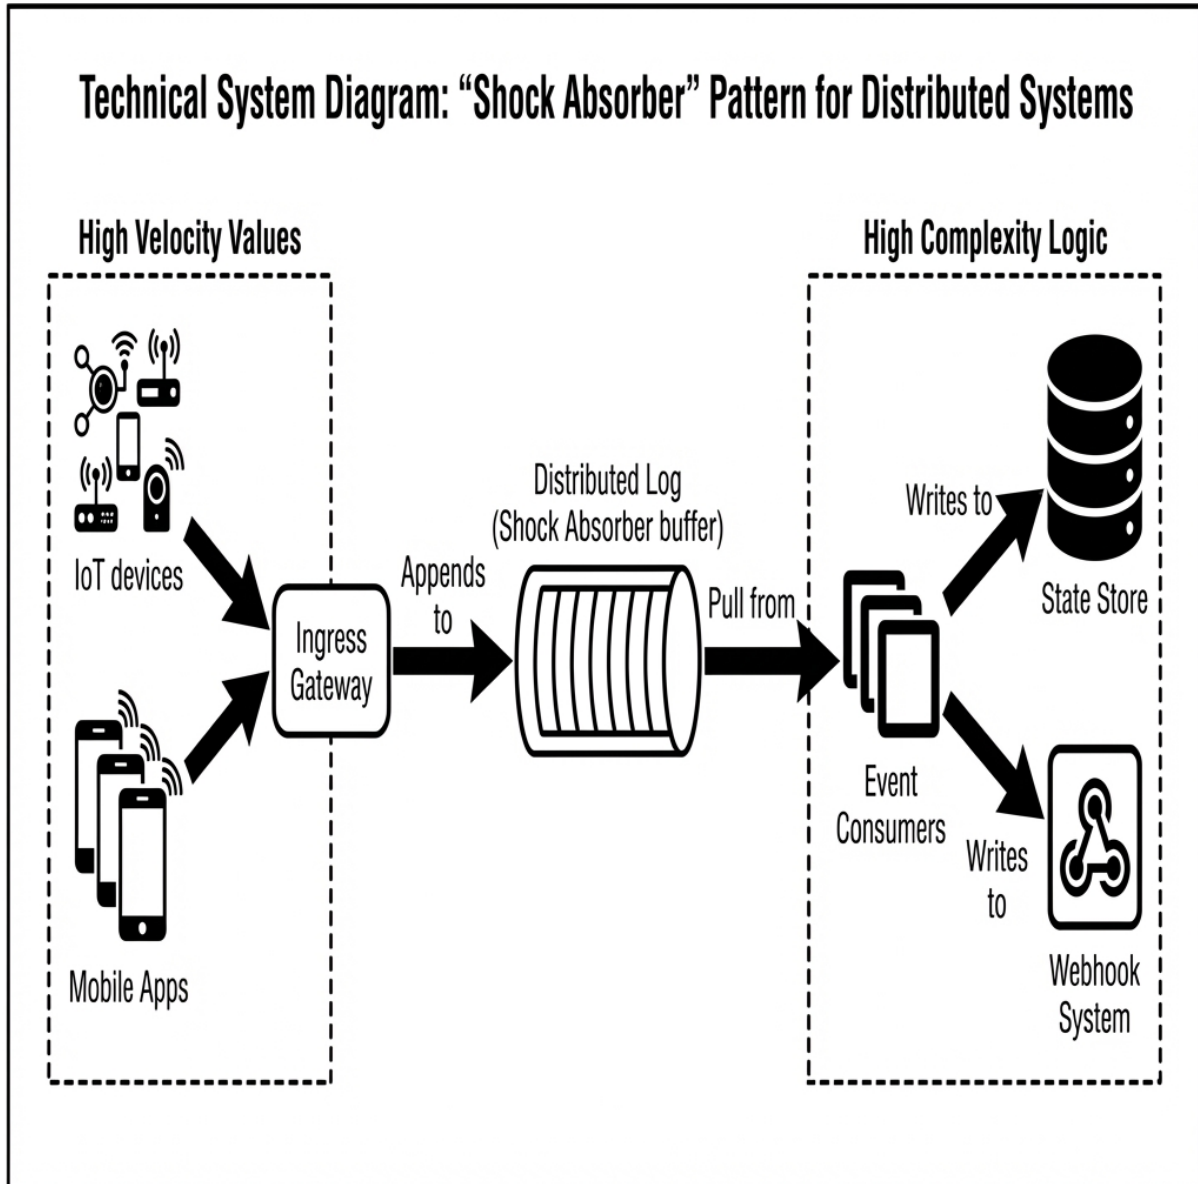 Technical System Diagram: “Shock Absorber” Pattern for Distributed Systems
High Velocity Values
High Complexity Logic
IoT devices
Mobile Apps
Ingress
Gateway
Appends
to
Distributed Log
(Shock Absorber buffer)
Pull from
Event
Consumers
Writes to
State Store
Writes
to
Webhook
System